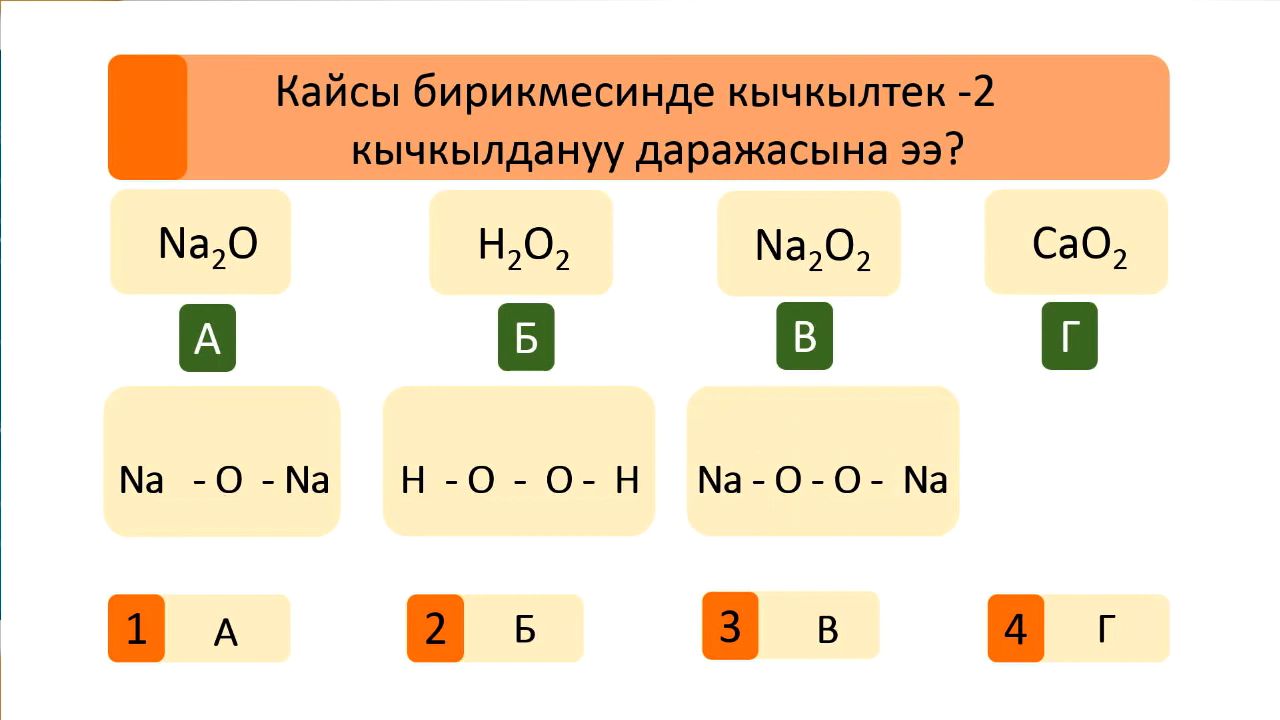 Кайсы бирикмесинде кычкылтек -2
кычкылдануу даражасына ээ?
Na₂O H₂O₂ Na₂O₂ CaO₂
А Б В Г
Na - O - Na H - O - O - H Na - O - O - Na
1 А 2 Б 3 В 4 Г